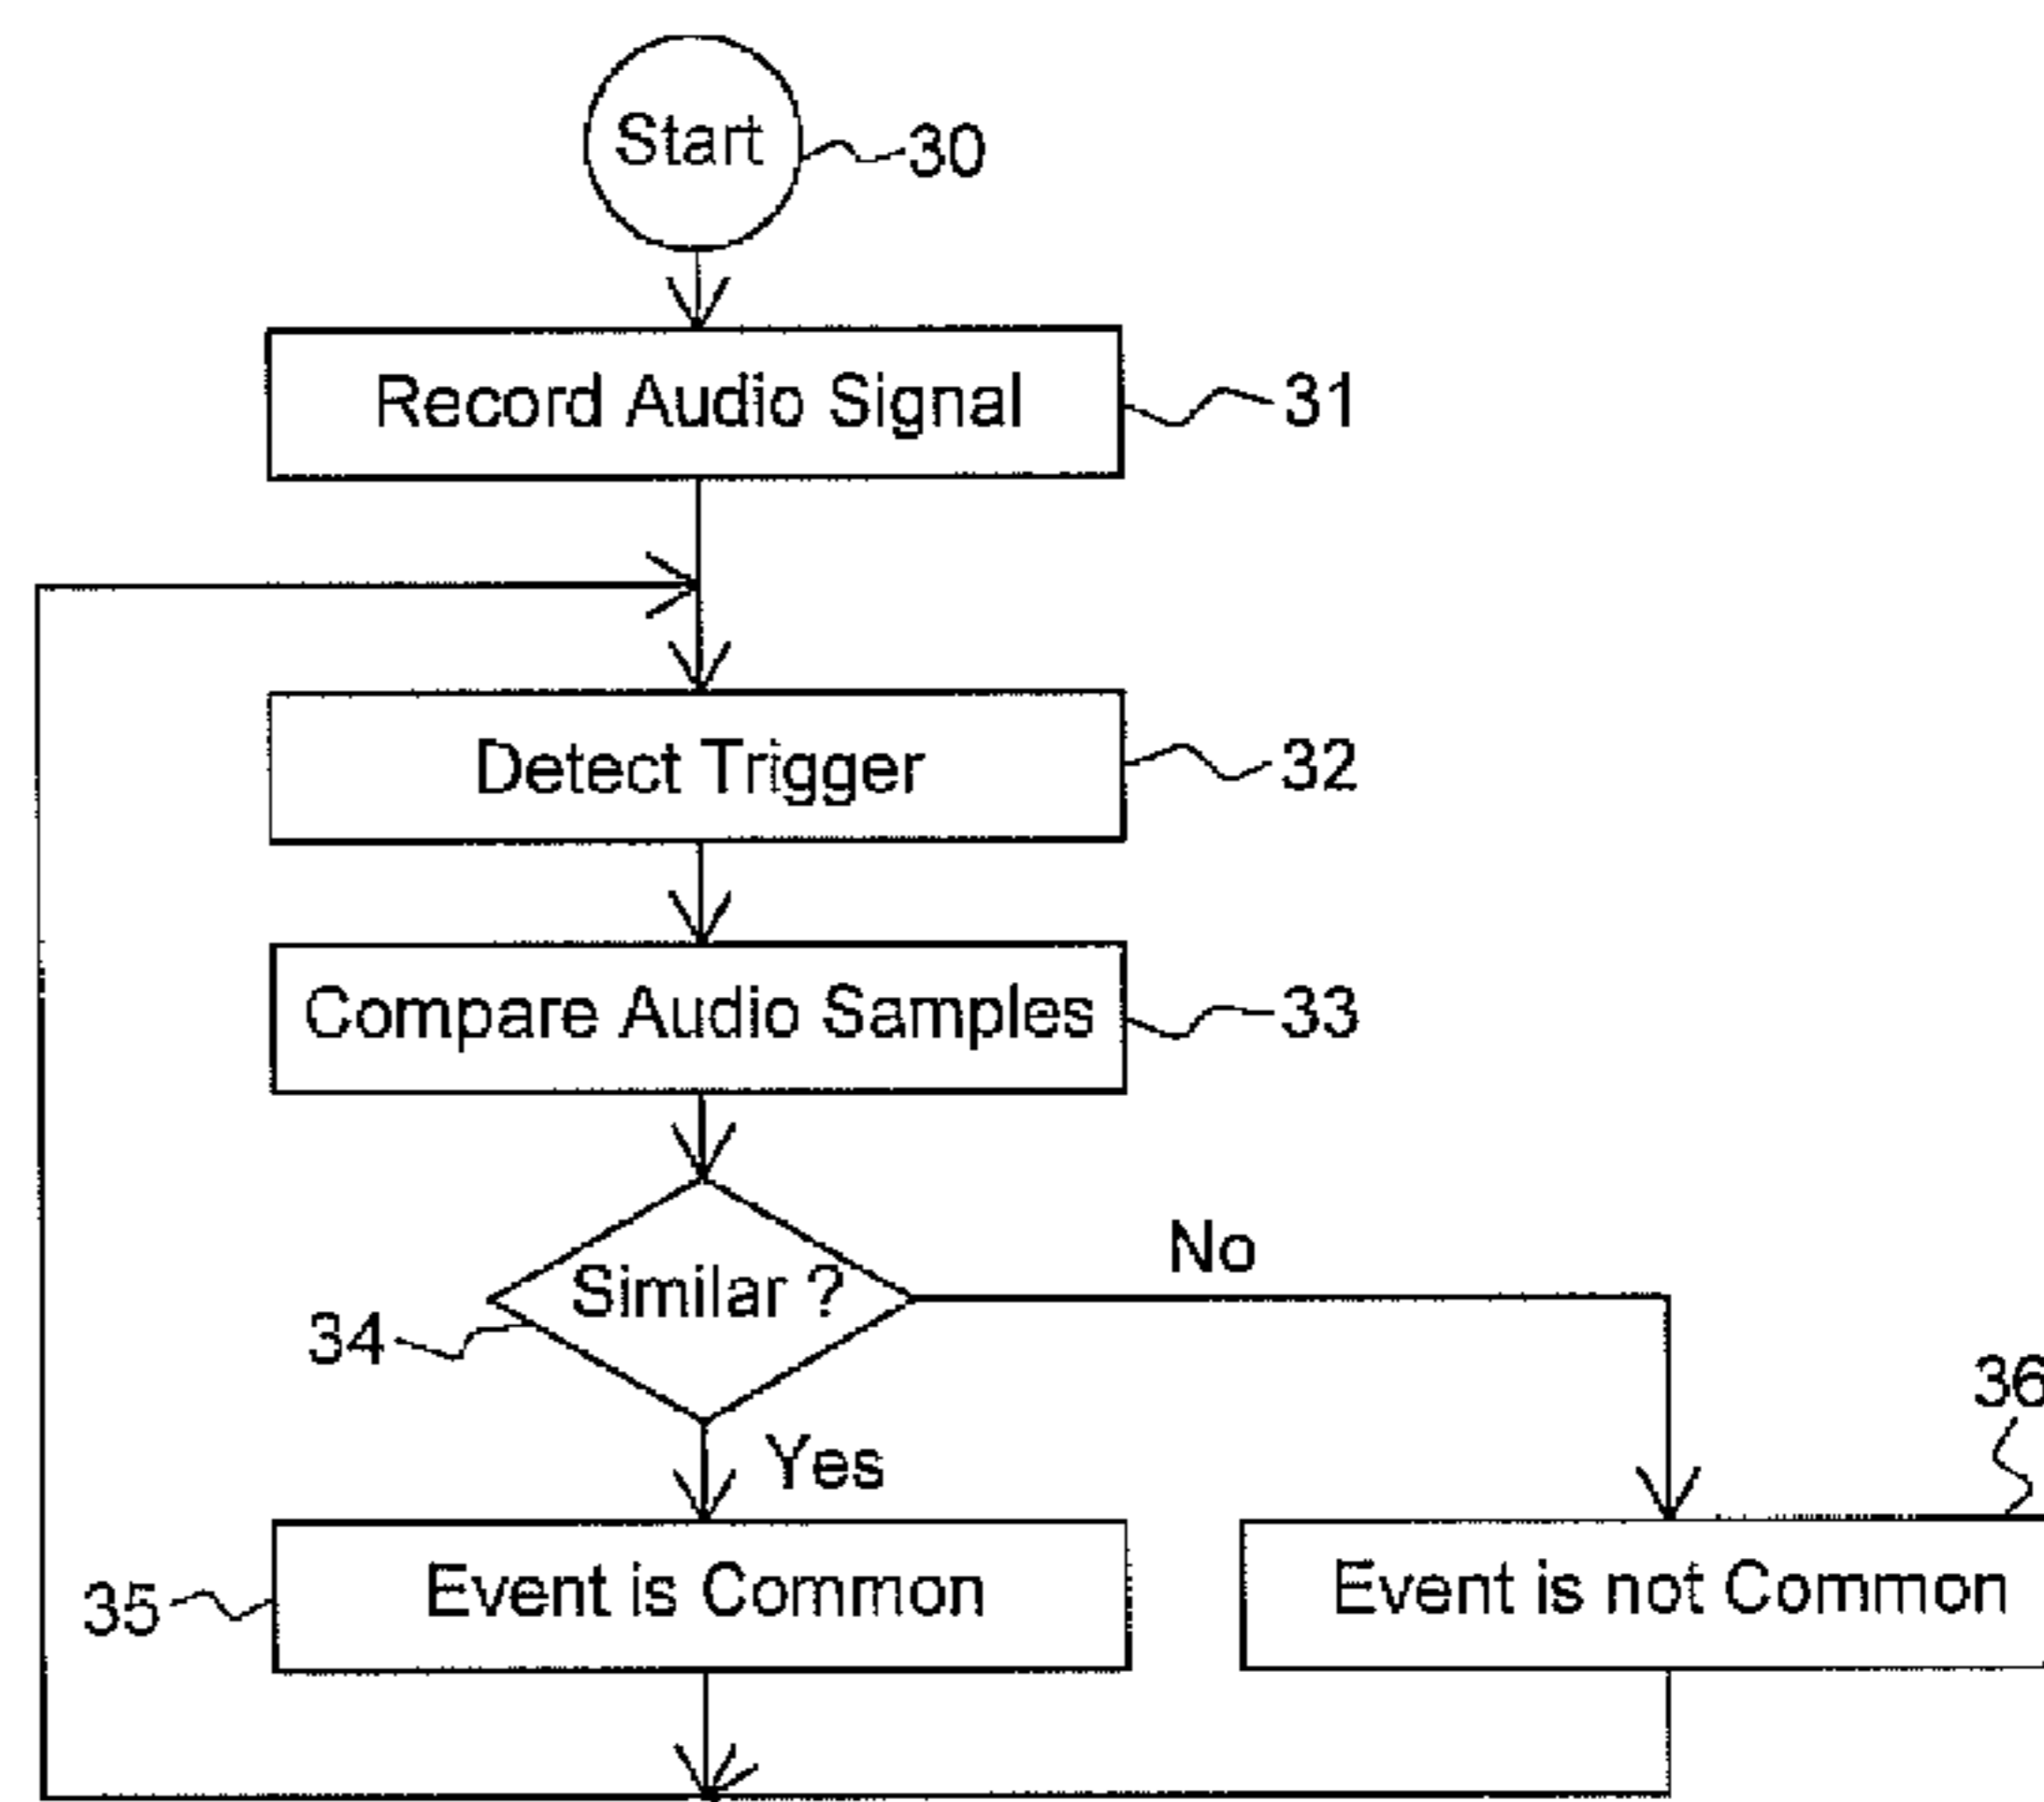 Start
30
Record Audio Signal
31
Detect Trigger
32
Compare Audio Samples
33
Similar ?
No
34
36
Yes
Event is Common
35
Event is not Common